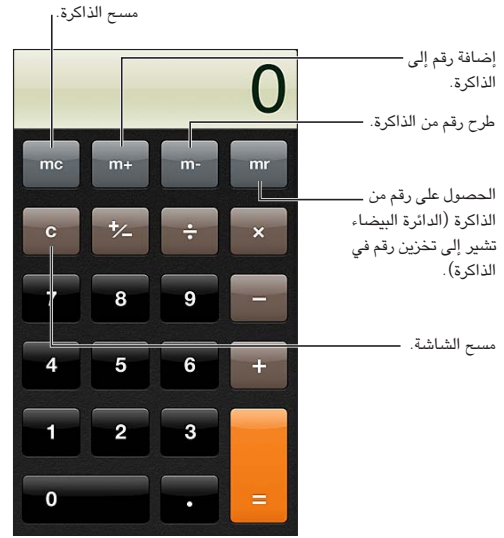 مسح الذاكرة.
إضافة رقم إلى
الذاكرة.
طرح رقم من الذاكرة.
الحصول على رقم من
الذاكرة (الدائرة البيضاء
تشير إلى تخزين رقم في
الذاكرة).
مسح الشاشة.
0
mc m+ m- mr
c +/− ÷ ×
7 8 9 −
4 5 6 +
1 2 3
0 . =